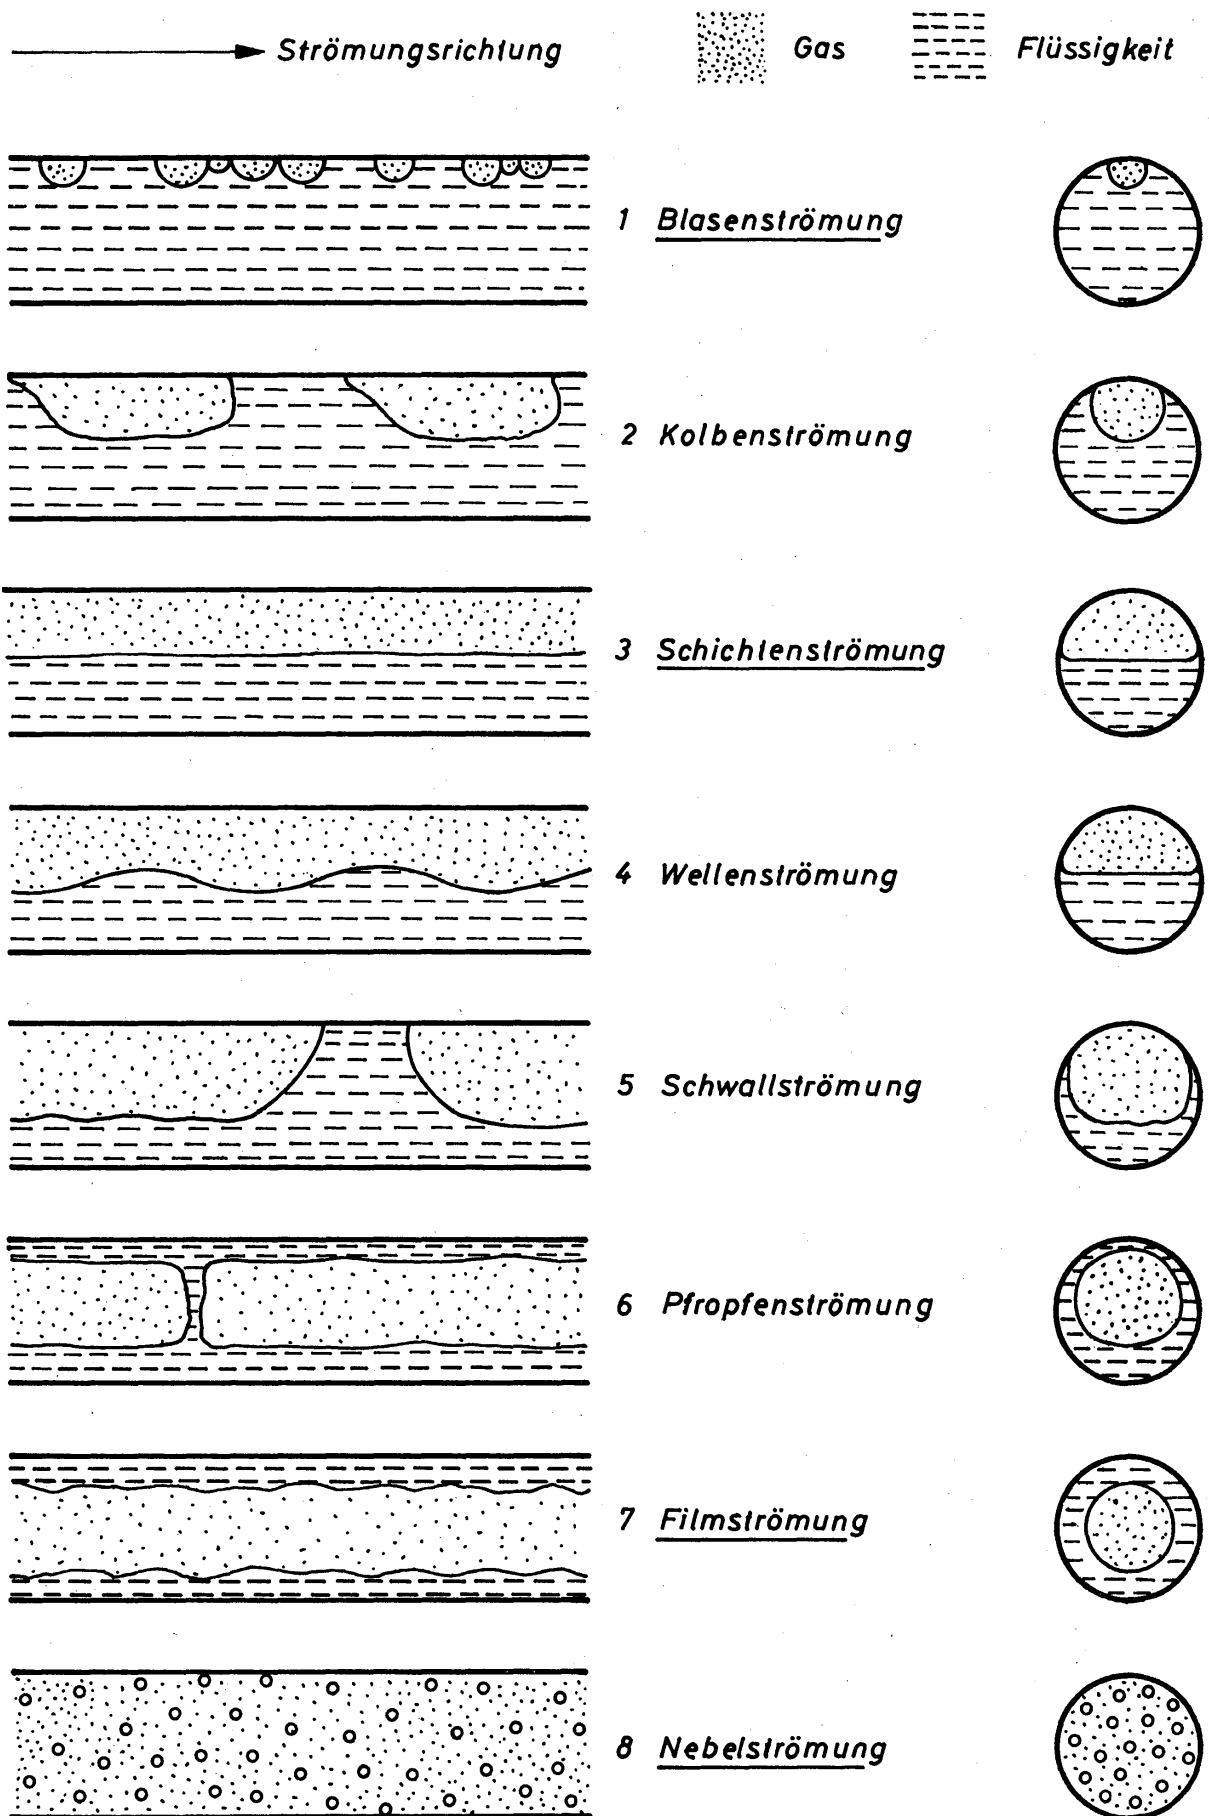 Strömungsrichtung Gas Flüssigkeit
1 Blasenströmung
2 Kolbenströmung
3 Schichtenströmung
4 Wellenströmung
5 Schwallströmung
6 Pfropfenströmung
7 Filmströmung
8 Nebelströmung